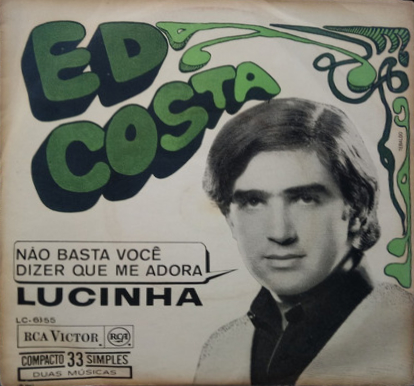 ED
COSTA
NÃO BASTA VOCÊ
DIZER QUE ME ADORA
LUCINHA
LC-6155
RCA VICTOR
RCA
COMPACTO 33 SIMPLES
DUAS MÚSICAS